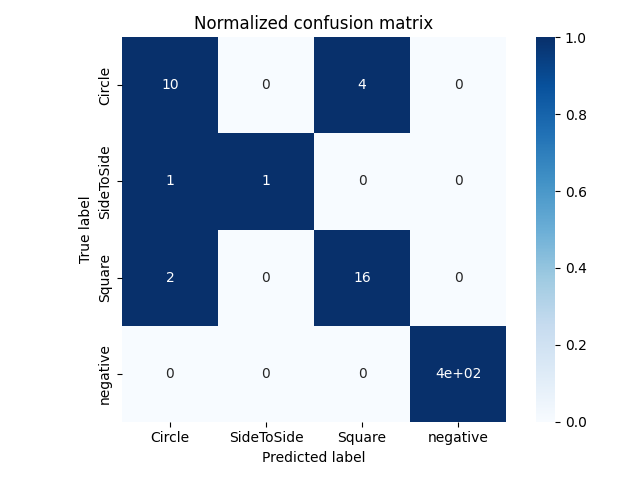 Normalized confusion matrix
True label
Circle
10 0 4 0
SideToSide
1 1 0 0
Square
2 0 16 0
negative
0 0 0 4e+02
Circle SideToSide Square negative
Predicted label
1.0
0.8
0.6
0.4
0.2
0.0